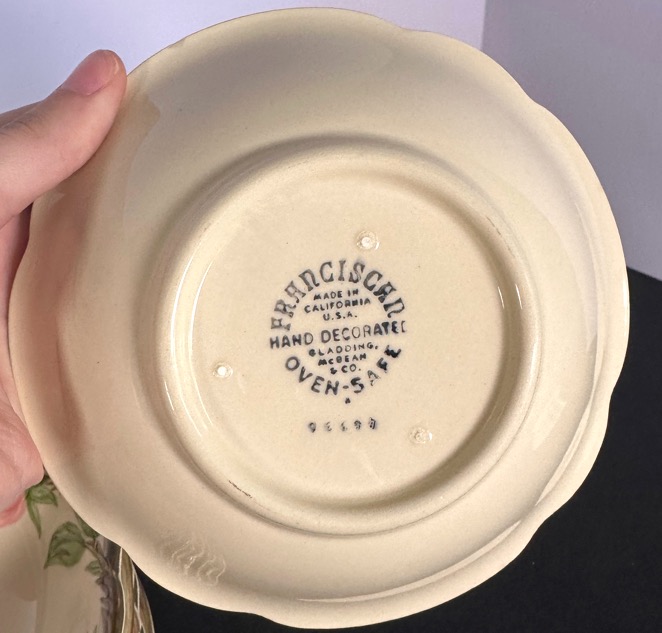 FRANCISCAN
MADE IN
CALIFORNIA
U.S.A.
HAND DECORATED
GLADDING,
McBEAN
& CO.
OVEN-SAFE